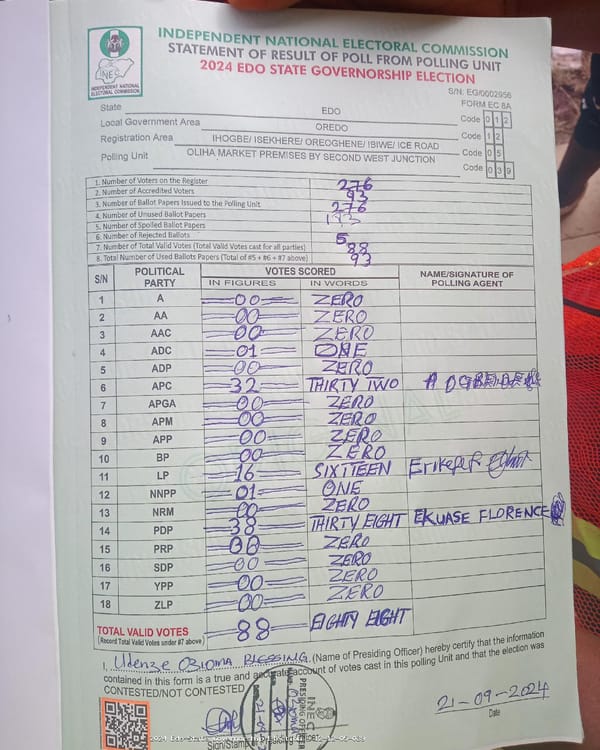 INDEPENDENT NATIONAL ELECTORAL COMMISSION
STATEMENT OF RESULT OF POLL FROM POLLING UNIT
2024 EDO STATE GOVERNORSHIP ELECTION
INEC
INDEPENDENT NATIONAL ELECTORAL COMMISSION
S/N: EG/0002956
FORM EC 8A
State EDO Code 0 1 2
Local Government Area OREDO Code 1 2
Registration Area IHOGBE/ ISEKHERE/ OREOGHENE/ IBIWE/ ICE ROAD Code 0 5
Polling Unit OLIHA MARKET PREMISES BY SECOND WEST JUNCTION Code 0 3 9
1. Number of Voters on the Register 276
2. Number of Accredited Voters 93
3. Number of Ballot Papers Issued to the Polling Unit 276
4. Number of Unused Ballot Papers 183
5. Number of Spoiled Ballot Papers
6. Number of Rejected Ballots 5
7. Number of Total Valid Votes (Total Valid Votes cast for all parties) 88
8. Total Number of Used Ballots Papers (Total of #5 + #6 + #7 above) 93
S/N POLITICAL PARTY VOTES SCORED NAME/SIGNATURE OF POLLING AGENT
IN FIGURES IN WORDS
1 A 00 ZERO
2 AA 00 ZERO
3 AAC 00 ZERO
4 ADC 01 ONE
5 ADP 00 ZERO
6 APC 32 THIRTY TWO
7 APGA 00 ZERO
8 APM 00 ZERO
9 APP 00 ZERO
10 BP 00 ZERO
11 LP 16 SIXTEEN
12 NNPP 01 ONE
13 NRM 00 ZERO
14 PDP 38 THIRTY EIGHT EKUASE FLORENCE
15 PRP 00 ZERO
16 SDP 00 ZERO
17 YPP 00 ZERO
18 ZLP 00 ZERO
TOTAL VALID VOTES 88 EIGHTY EIGHT
(Record Total Valid Votes under #7 above)
I, Udenze Obioma BLESSING (Name of Presiding Officer) hereby certify that the information
contained in this form is a true and accurate account of votes cast in this polling Unit and that the election was
CONTESTED/NOT CONTESTED
21-09-2024
Date
INEC
PRESIDING OFFICER
Sign/Stamp